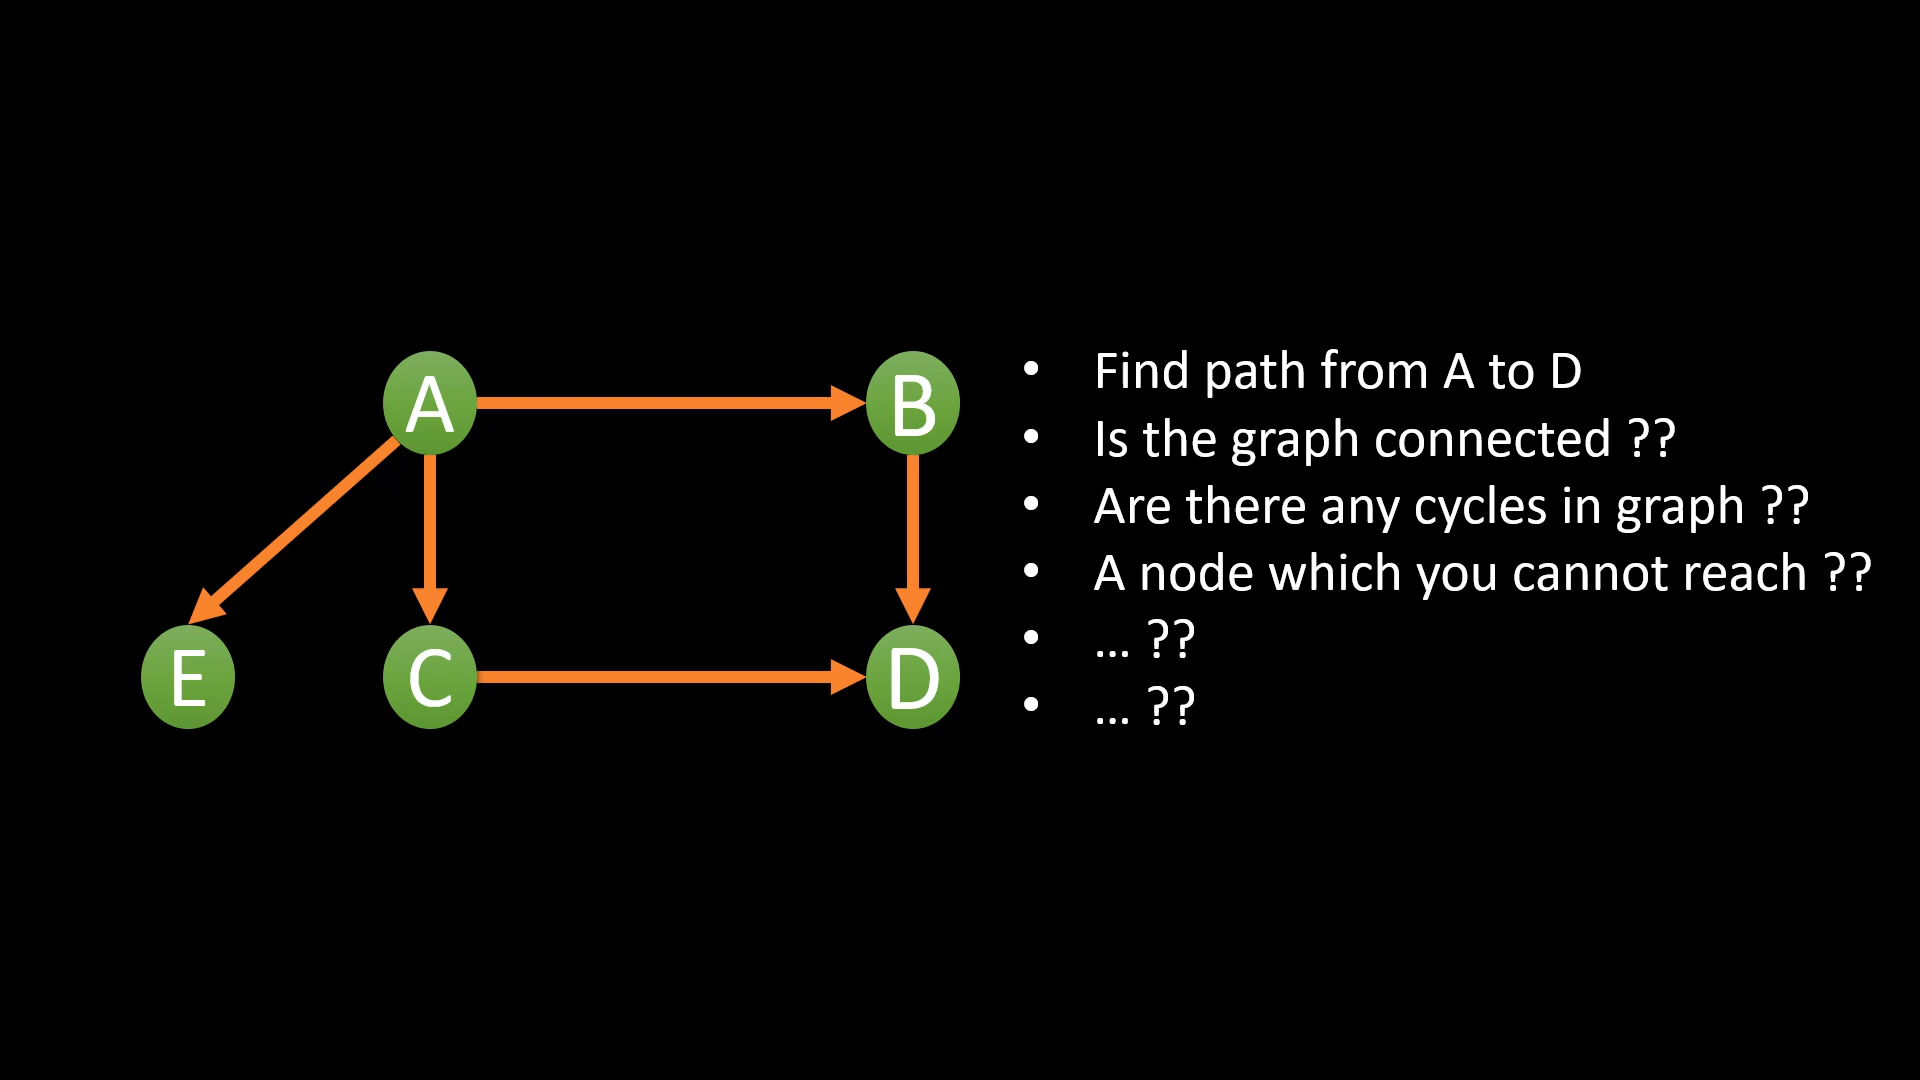 A
B
E
C
D
• Find path from A to D
• Is the graph connected ??
• Are there any cycles in graph ??
• A node which you cannot reach ??
• ... ??
• ... ??